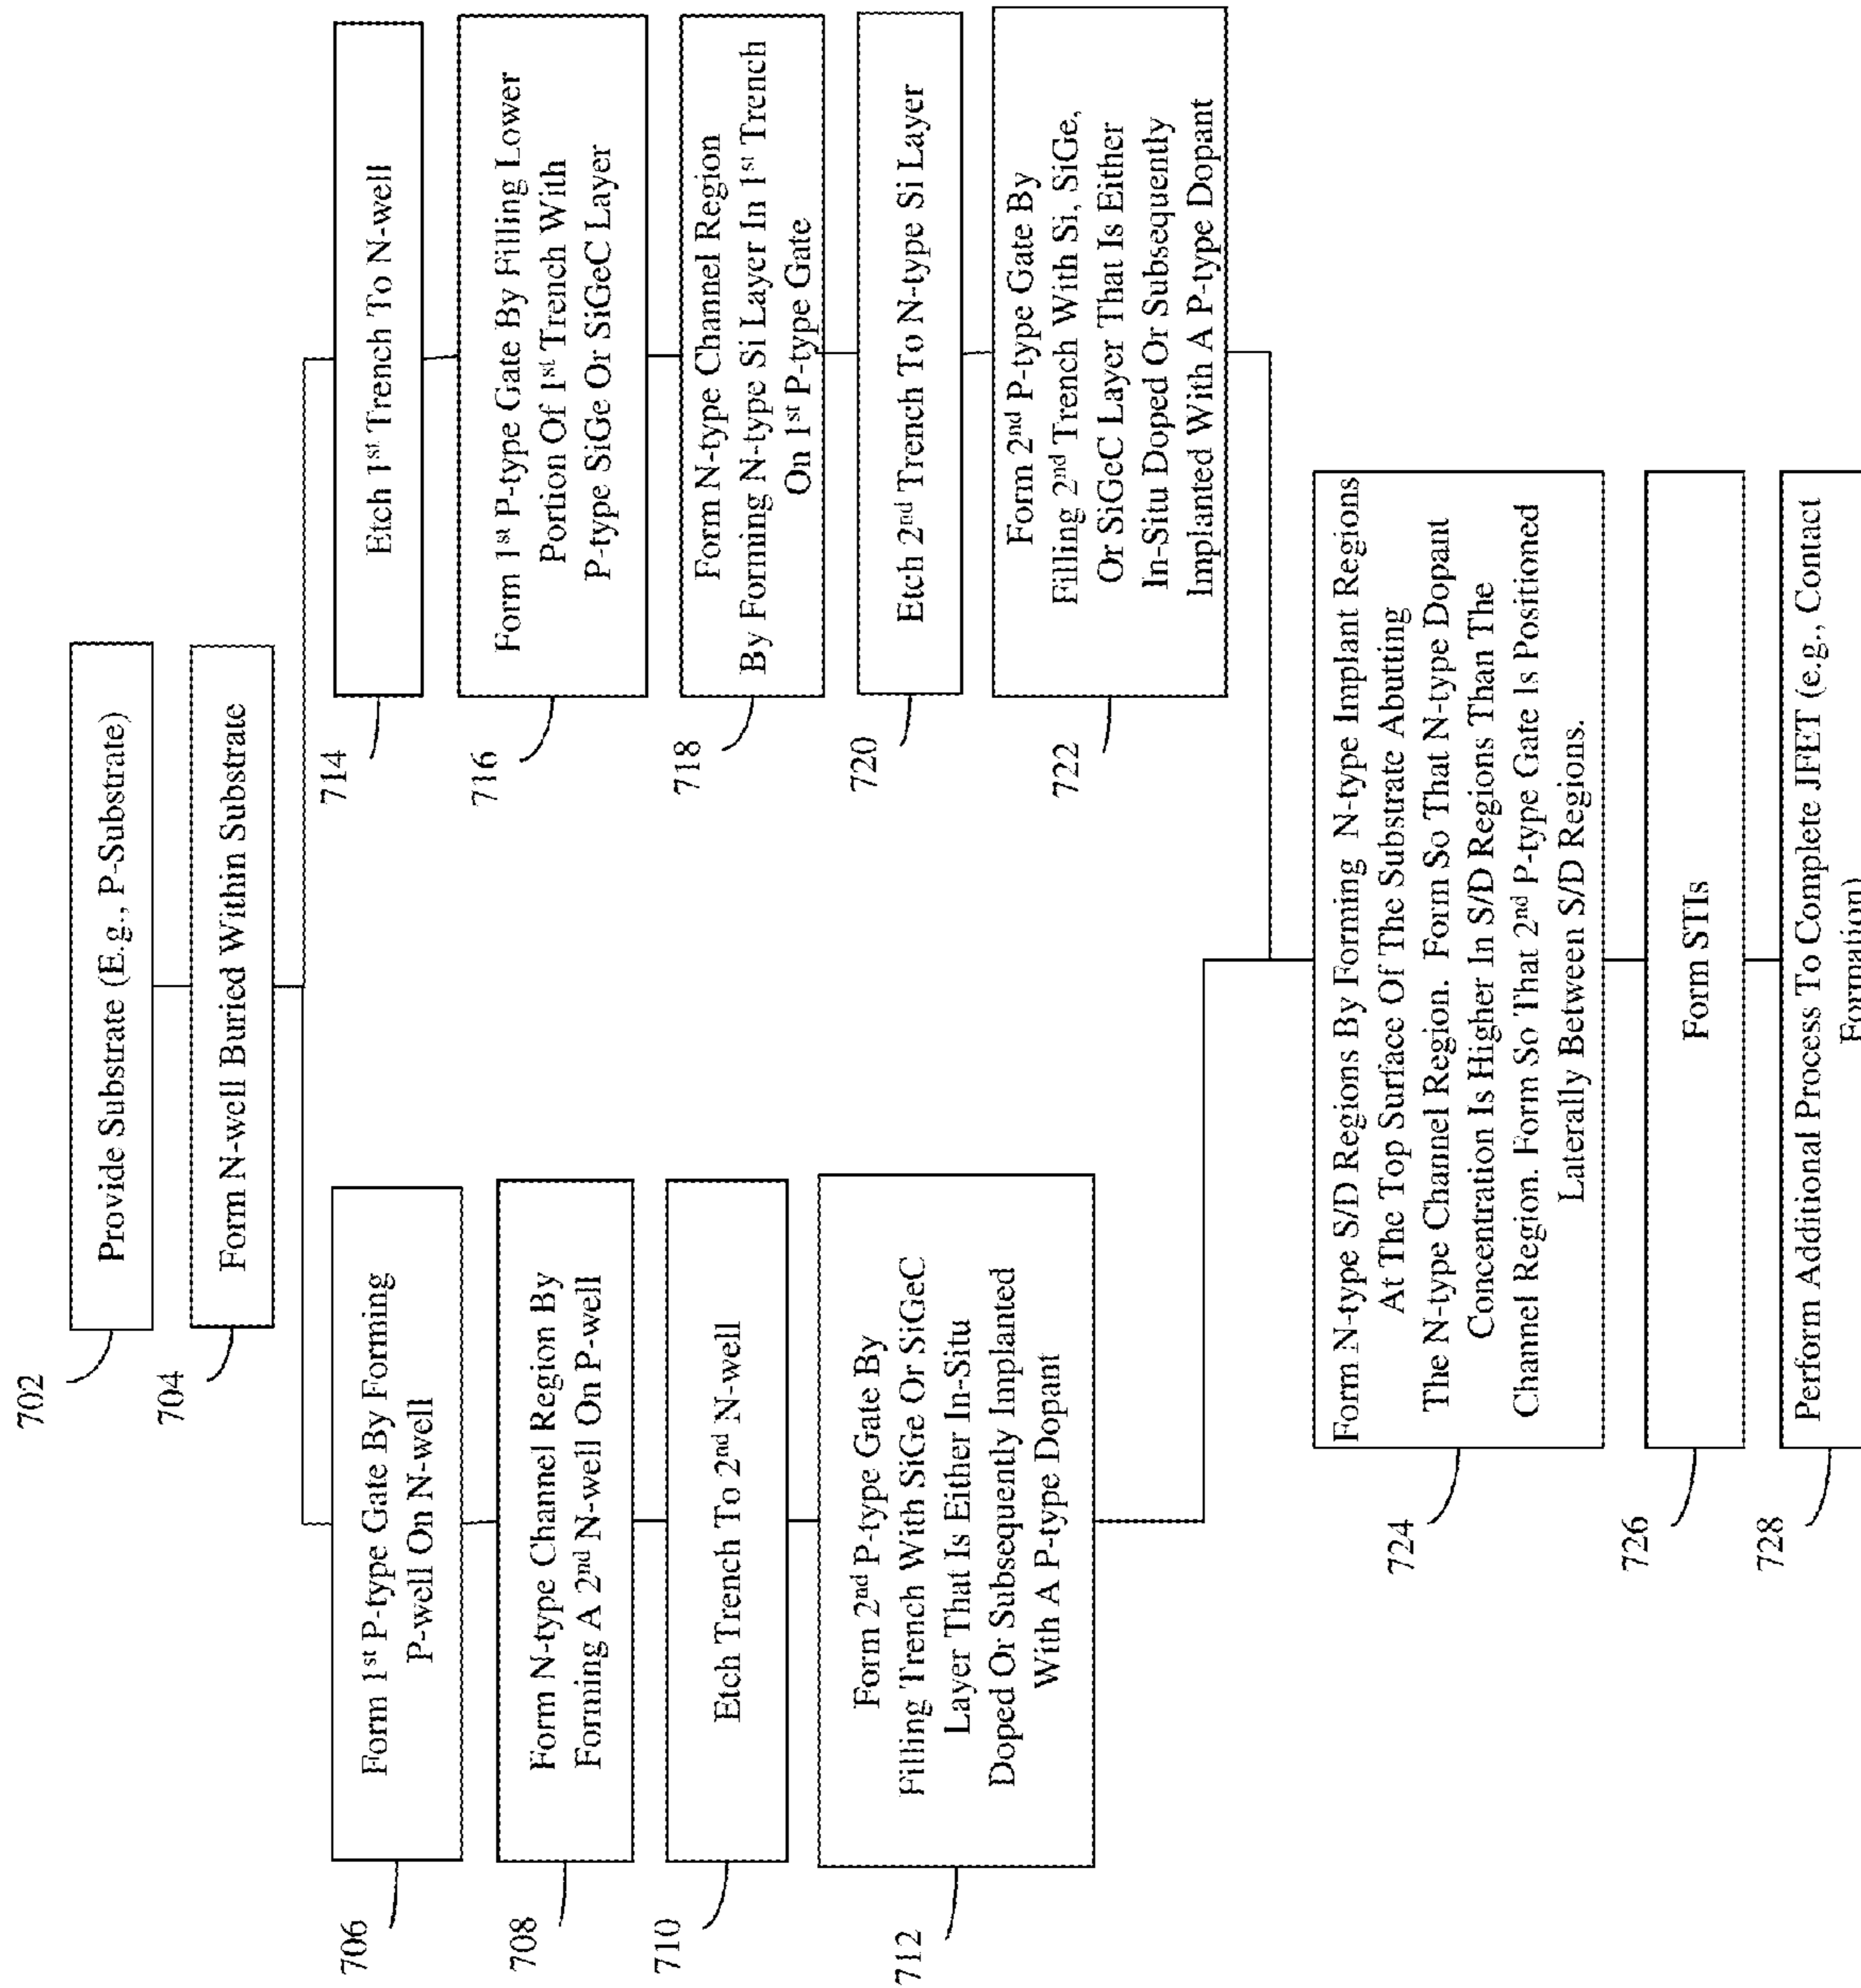 702
Provide Substrate (E.g., P-Substrate)
704
Form N-well Buried Within Substrate
706
Form 1st P-type Gate By Forming
P-well On N-well
708
Form N-type Channel Region By
Forming A 2nd N-well On P-well
710
Etch Trench To 2nd N-well
712
Form 2nd P-type Gate By
Filling Trench With SiGe Or SiGeC
Layer That Is Either In-Situ
Doped Or Subsequently Implanted
With A P-type Dopant
714
Etch 1st Trench To N-well
716
Form 1st P-type Gate By Filling Lower
Portion Of 1st Trench With
P-type SiGe Or SiGeC Layer
718
Form N-type Channel Region
By Forming N-type Si Layer In 1st Trench
On 1st P-type Gate
720
Etch 2nd Trench To N-type Si Layer
722
Form 2nd P-type Gate By
Filling 2nd Trench With Si, SiGe,
Or SiGeC Layer That Is Either
In-Situ Doped Or Subsequently
Implanted With A P-type Dopant
724
Form N-type S/D Regions By Forming N-type Implant Regions
At The Top Surface Of The Substrate Abutting
The N-type Channel Region. Form So That N-type Dopant
Concentration Is Higher In S/D Regions Than The
Channel Region. Form So That 2nd P-type Gate Is Positioned
Laterally Between S/D Regions.
726
Form STIs
728
Perform Additional Process To Complete JFET (e.g., Contact
Formation)